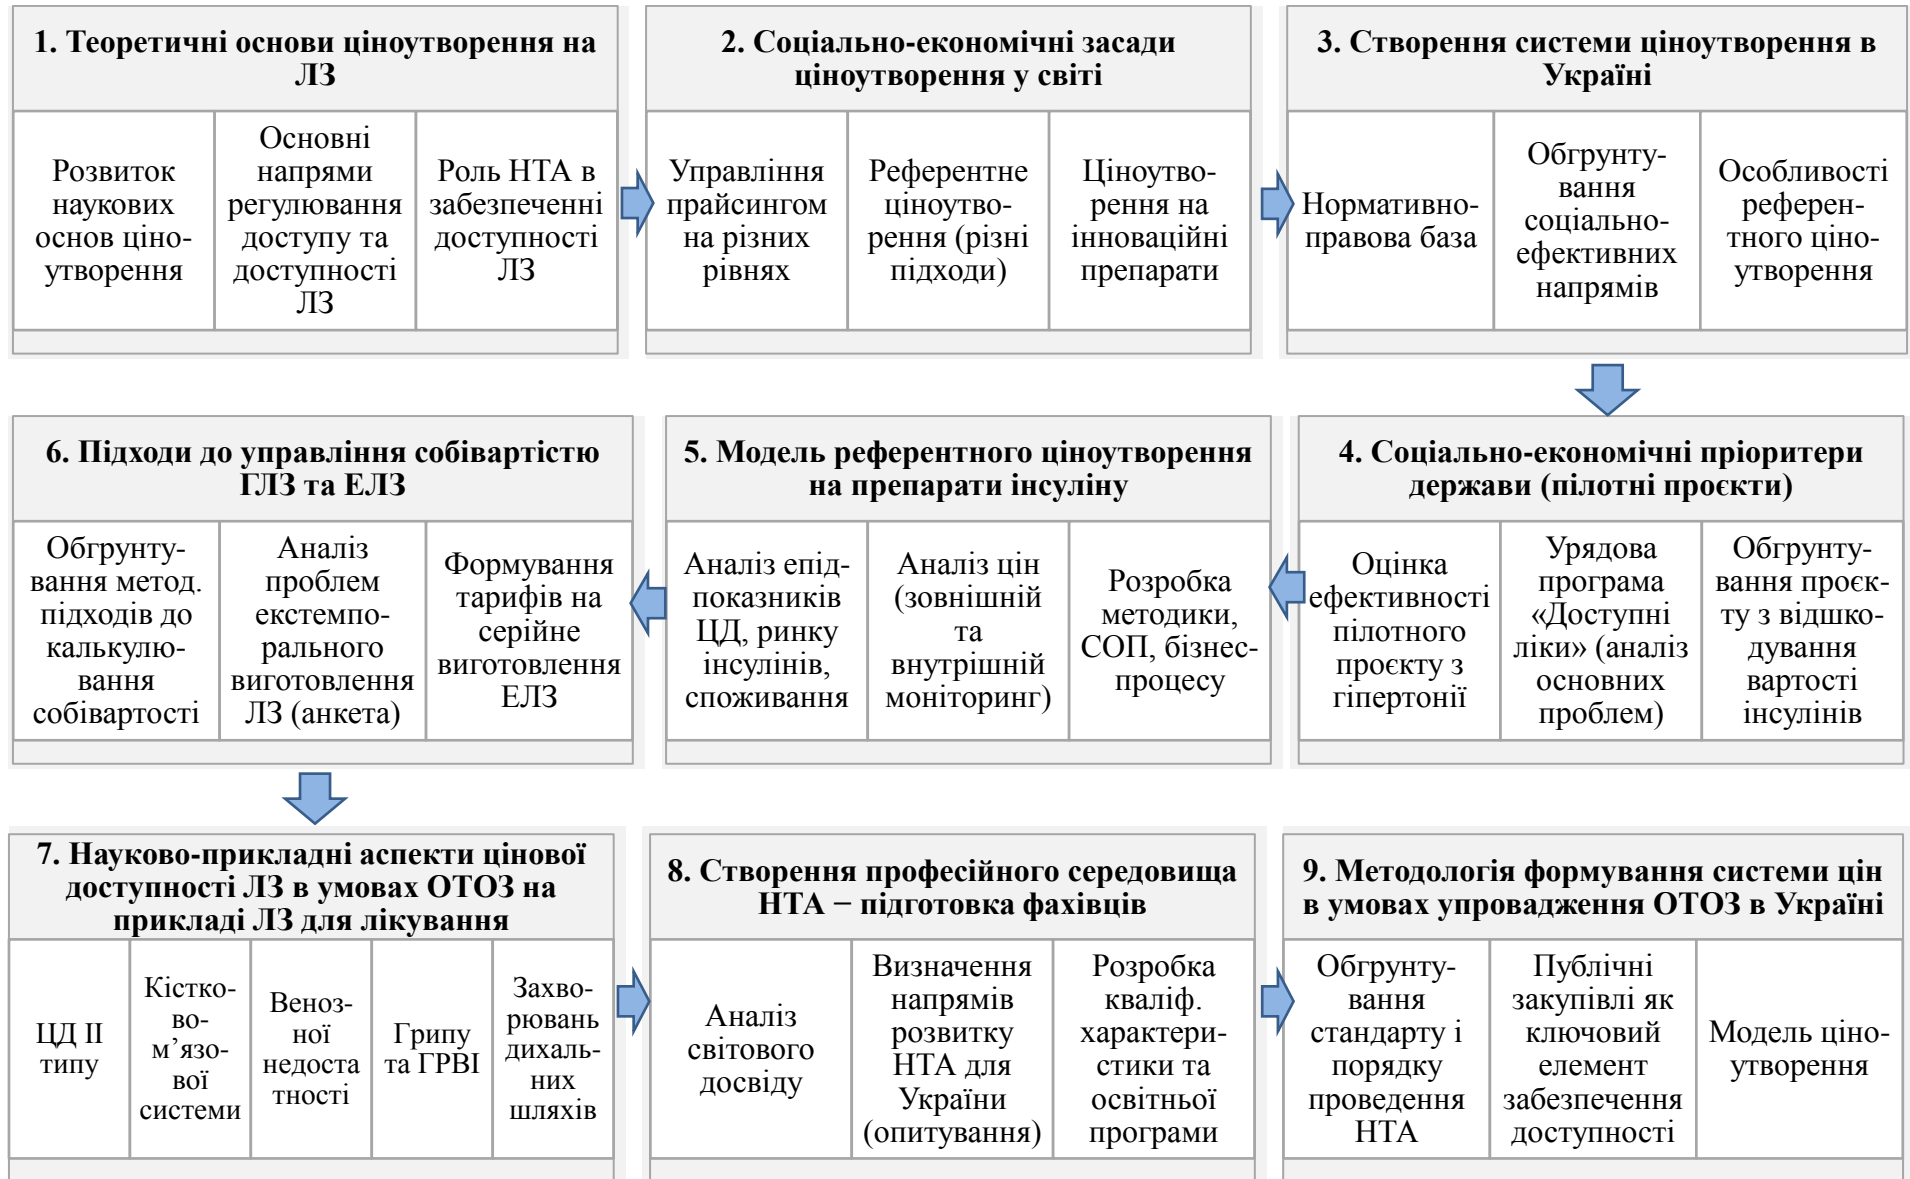 1. Теоретичні основи ціноутворення на
ЛЗ
Розвиток
наукових
основ ціно-
утворення
Основні
напрями
регулювання
доступу та
доступності
ЛЗ
Роль НТА в
забезпеченні
доступності
ЛЗ
2. Соціально-економічні засади
ціноутворення у світі
Управління
прайсингом
на різних
рівнях
Референтне
ціноутво-
рення (різні
підходи)
Ціноутво-
рення на
інноваційні
препарати
3. Створення системи ціноутворення в
Україні
Нормативно-
правова база
Обгрунту-
вання
соціально-
ефективних
напрямів
Особливості
референ-
тного ціно-
утворення
4. Соціально-економічні пріоритери
держави (пілотні проєкти)
Оцінка
ефективності
пілотного
проєкту з
гіпертонії
Урядова
програма
«Доступні
ліки» (аналіз
основних
проблем)
Обгрунту-
вання проєк-
ту з відшко-
дування
вартості
інсулінів
5. Модель референтного ціноутворення
на препарати інсуліну
Аналіз епід-
показників
ЦД, ринку
інсулінів,
споживання
Аналіз цін
(зовнішній
та
внутрішній
моніторинг)
Розробка
методики,
СОП, бізнес-
процесу
6. Підходи до управління собівартістю
ГЛЗ та ЕЛЗ
Обгрунту-
вання метод.
підходів до
калькулю-
вання
собівартості
Аналіз
проблем
екстемпо-
рального
виготовлення
ЛЗ (анкета)
Формування
тарифів на
серійне
виготовлення
ЕЛЗ
7. Науково-прикладні аспекти цінової
доступності ЛЗ в умовах ОТОЗ на
прикладі ЛЗ для лікування
ЦД ІІ
типу
Кістко-
во-
м’язо-
вої
системи
Веноз-
ної
недоста
тності
Грипу
та ГРВІ
Захво-
рювань
дихаль-
них
шляхів
8. Створення професійного середовища
НТА – підготовка фахівців
Аналіз
світового
досвіду
Визначення
напрямів
розвитку
НТА для
України
(опитування)
Розробка
кваліф.
характери-
стики та
освітньої
програми
9. Методологія формування системи цін
в умовах упровадження ОТОЗ в Україні
Обгрунту-
вання
стандарту і
порядку
проведення
НТА
Публічні
закупівлі як
ключовий
елемент
забезпечення
доступності
Модель ціно-
утворення